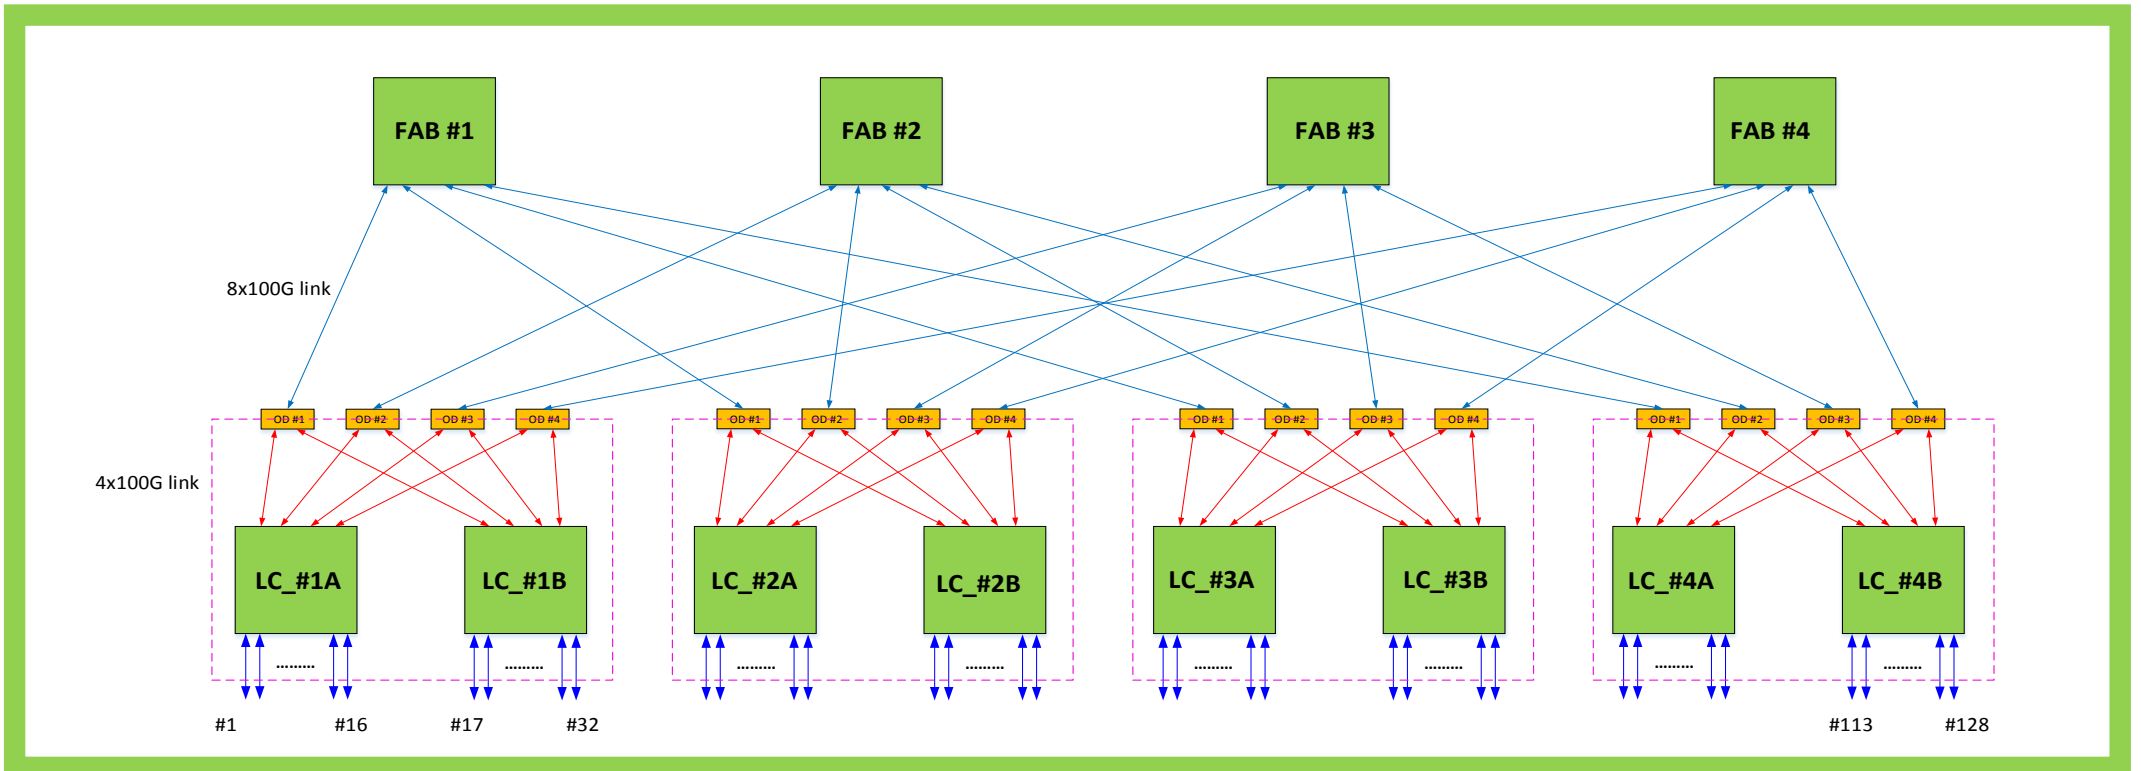 FAB #1 FAB #2 FAB #3 FAB #4
8x100G link
OD #1 OD #2 OD #3 OD #4 OD #1 OD #2 OD #3 OD #4 OD #1 OD #2 OD #3 OD #4 OD #1 OD #2 OD #3 OD #4
4x100G link
LC_#1A LC_#1B LC_#2A LC_#2B LC_#3A LC_#3B LC_#4A LC_#4B
......... ......... ......... ......... ......... ......... ......... .........
#1 #16 #17 #32 #113 #128